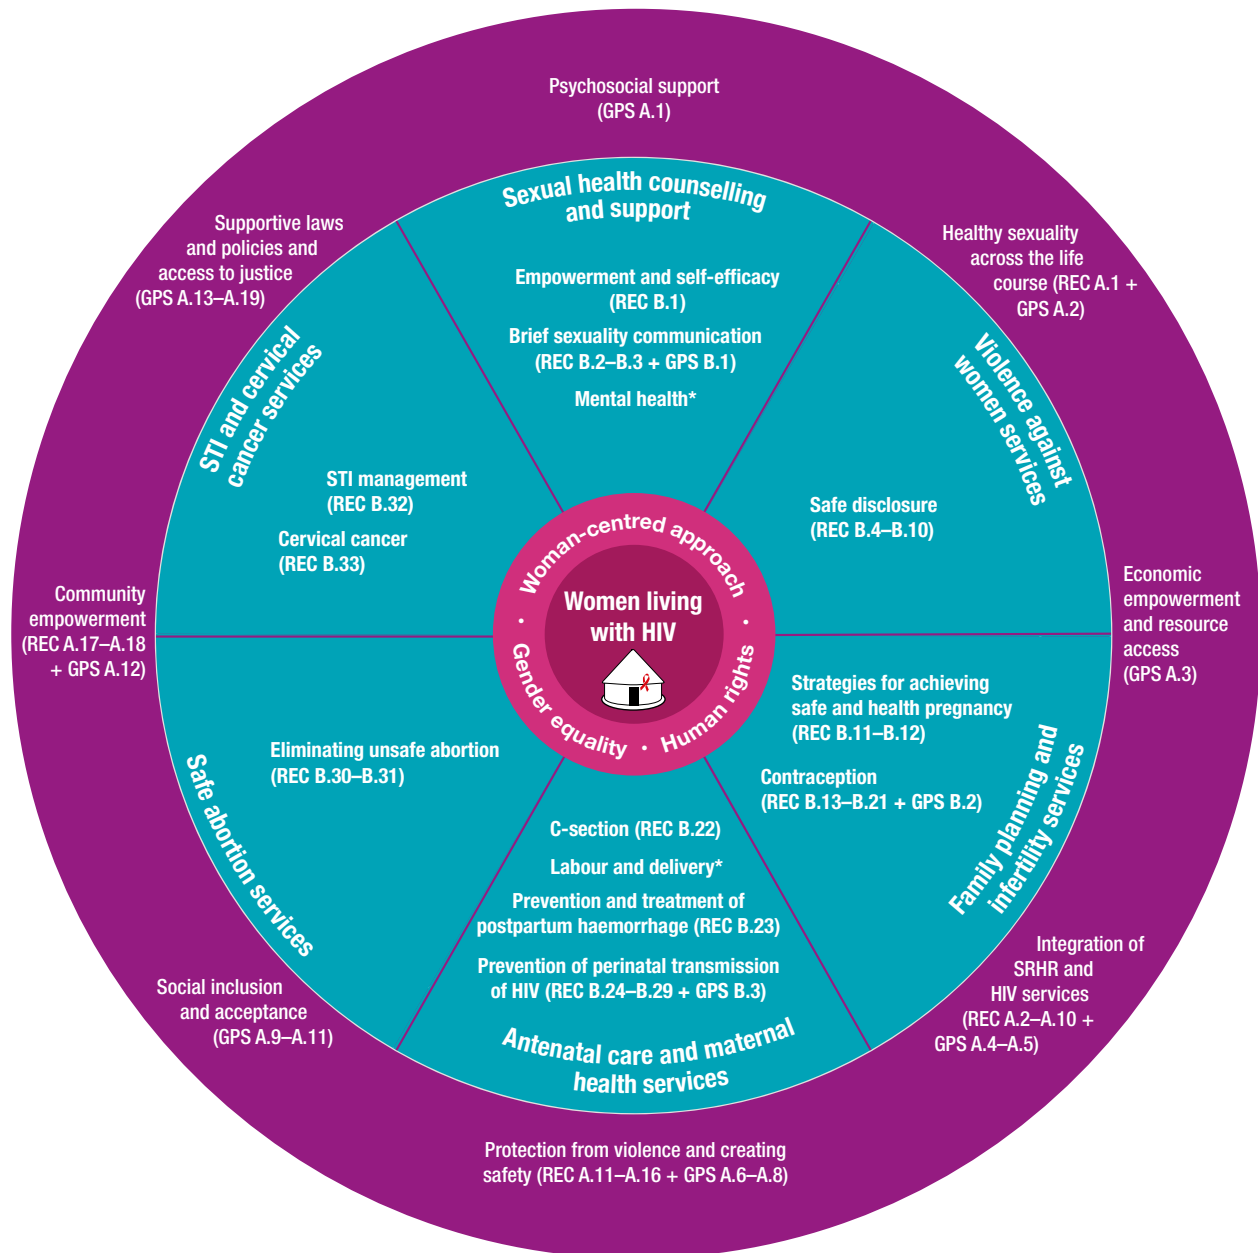 Psychosocial support
(GPS A.1)
Healthy sexuality
across the life
course (REC A.1 +
GPS A.2)
Economic
empowerment
and resource
access
(GPS A.3)
Integration of
SRHR and
HIV services
(REC A.2–A.10 +
GPS A.4–A.5)
Protection from violence and creating
safety (REC A.11–A.16 + GPS A.6–A.8)
Social inclusion
and acceptance
(GPS A.9–A.11)
Community
empowerment
(REC A.17–A.18
+ GPS A.12)
Supportive laws
and policies and
access to justice
(GPS A.13–A.19)
Sexual health counselling
and support
Empowerment and self-efficacy
(REC B.1)
Brief sexuality communication
(REC B.2–B.3 + GPS B.1)
Mental health*
Violence against
women services
Safe disclosure
(REC B.4–B.10)
Family planning and
infertility services
Strategies for achieving
safe and health pregnancy
(REC B.11–B.12)
Contraception
(REC B.13–B.21 + GPS B.2)
C-section (REC B.22)
Labour and delivery*
Prevention and treatment of
postpartum haemorrhage (REC B.23)
Prevention of perinatal transmission
of HIV (REC B.24–B.29 + GPS B.3)
Antenatal care and maternal
health services
Safe abortion services
Eliminating unsafe abortion
(REC B.30–B.31)
STI and cervical
cancer services
STI management
(REC B.32)
Cervical cancer
(REC B.33)
· Woman-centred approach ·
Human rights ·
Gender equality
Women living
with HIV